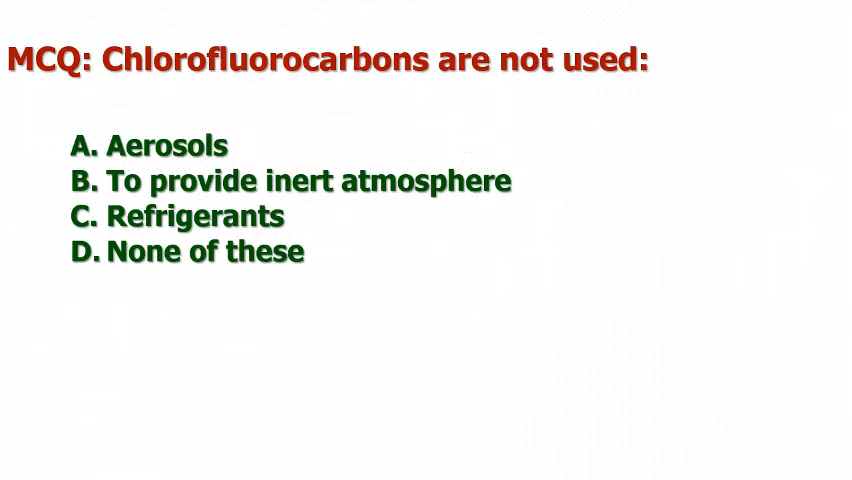 MCQ: Chlorofluorocarbons are not used:
A. Aerosols
B. To provide inert atmosphere
C. Refrigerants
D. None of these